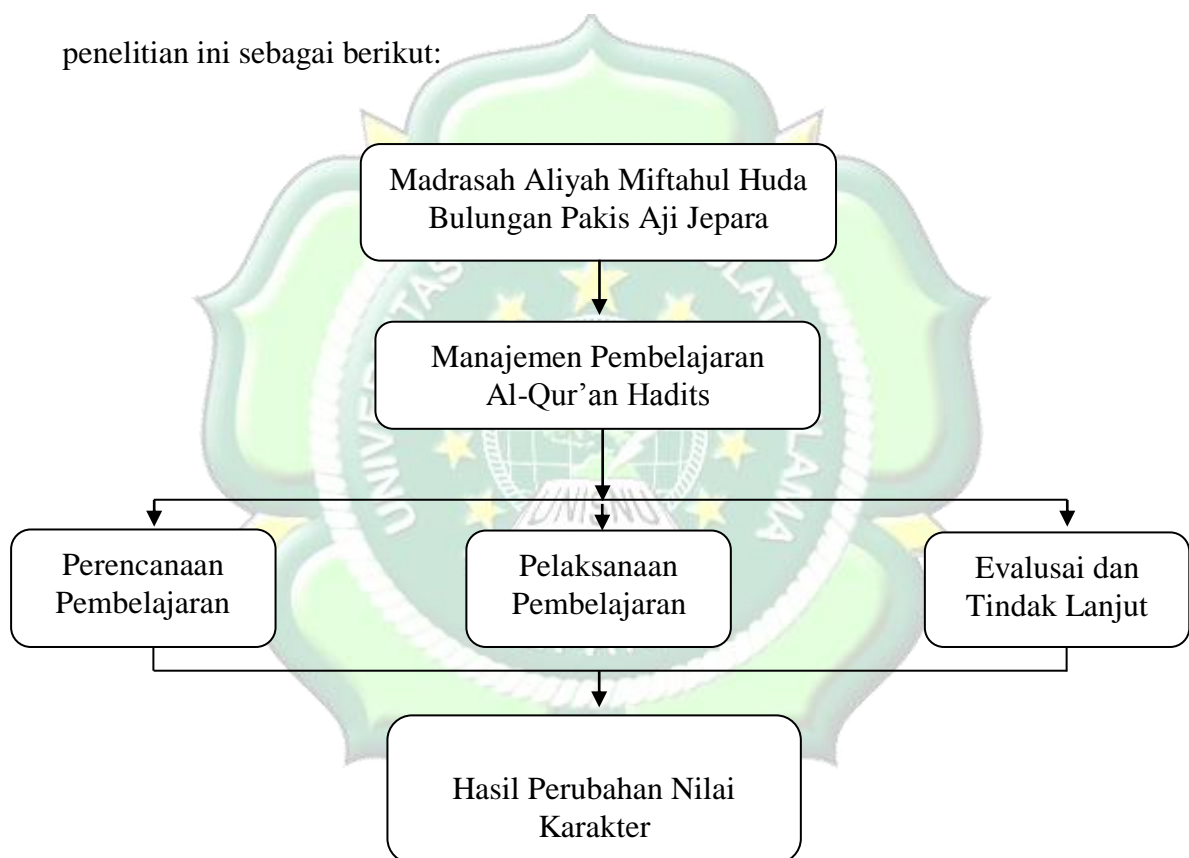 penelitian ini sebagai berikut:
Madrasah Aliyah Miftahul Huda
Bulungan Pakis Aji Jepara
Manajemen Pembelajaran
Al-Qur’an Hadits
Perencanaan
Pembelajaran
Pelaksanaan
Pembelajaran
Evalusai dan
Tindak Lanjut
Hasil Perubahan Nilai
Karakter
UNISNU